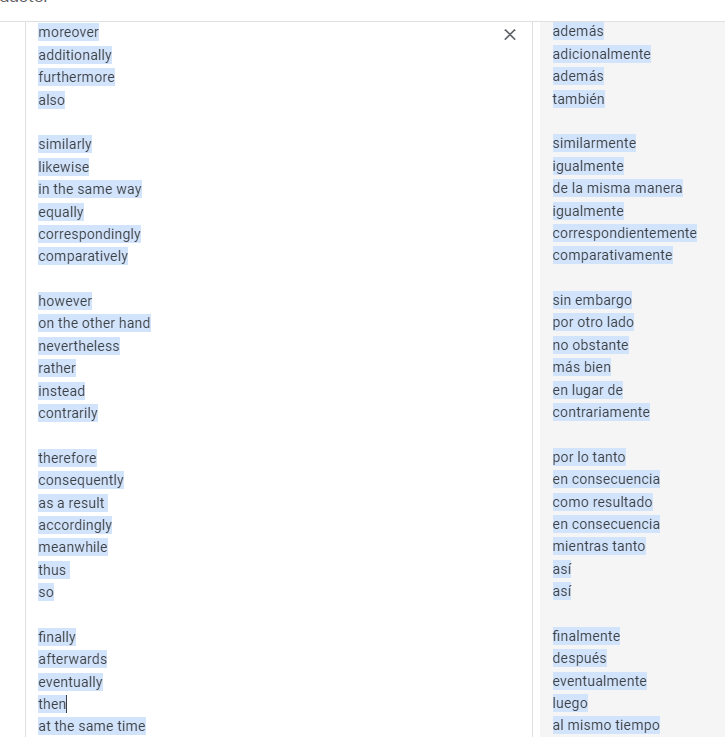 moreover
additionally
furthermore
also
similarly
likewise
in the same way
equally
correspondingly
comparatively
however
on the other hand
nevertheless
rather
instead
contrarily
therefore
consequently
as a result
accordingly
meanwhile
thus
so
finally
afterwards
eventually
then
at the same time
además
adicionalmente
además
también
similarmente
igualmente
de la misma manera
igualmente
correspondientemente
comparativamente
sin embargo
por otro lado
no obstante
más bien
en lugar de
contrariamente
por lo tanto
en consecuencia
como resultado
en consecuencia
mientras tanto
así
así
finalmente
después
eventualmente
luego
al mismo tiempo